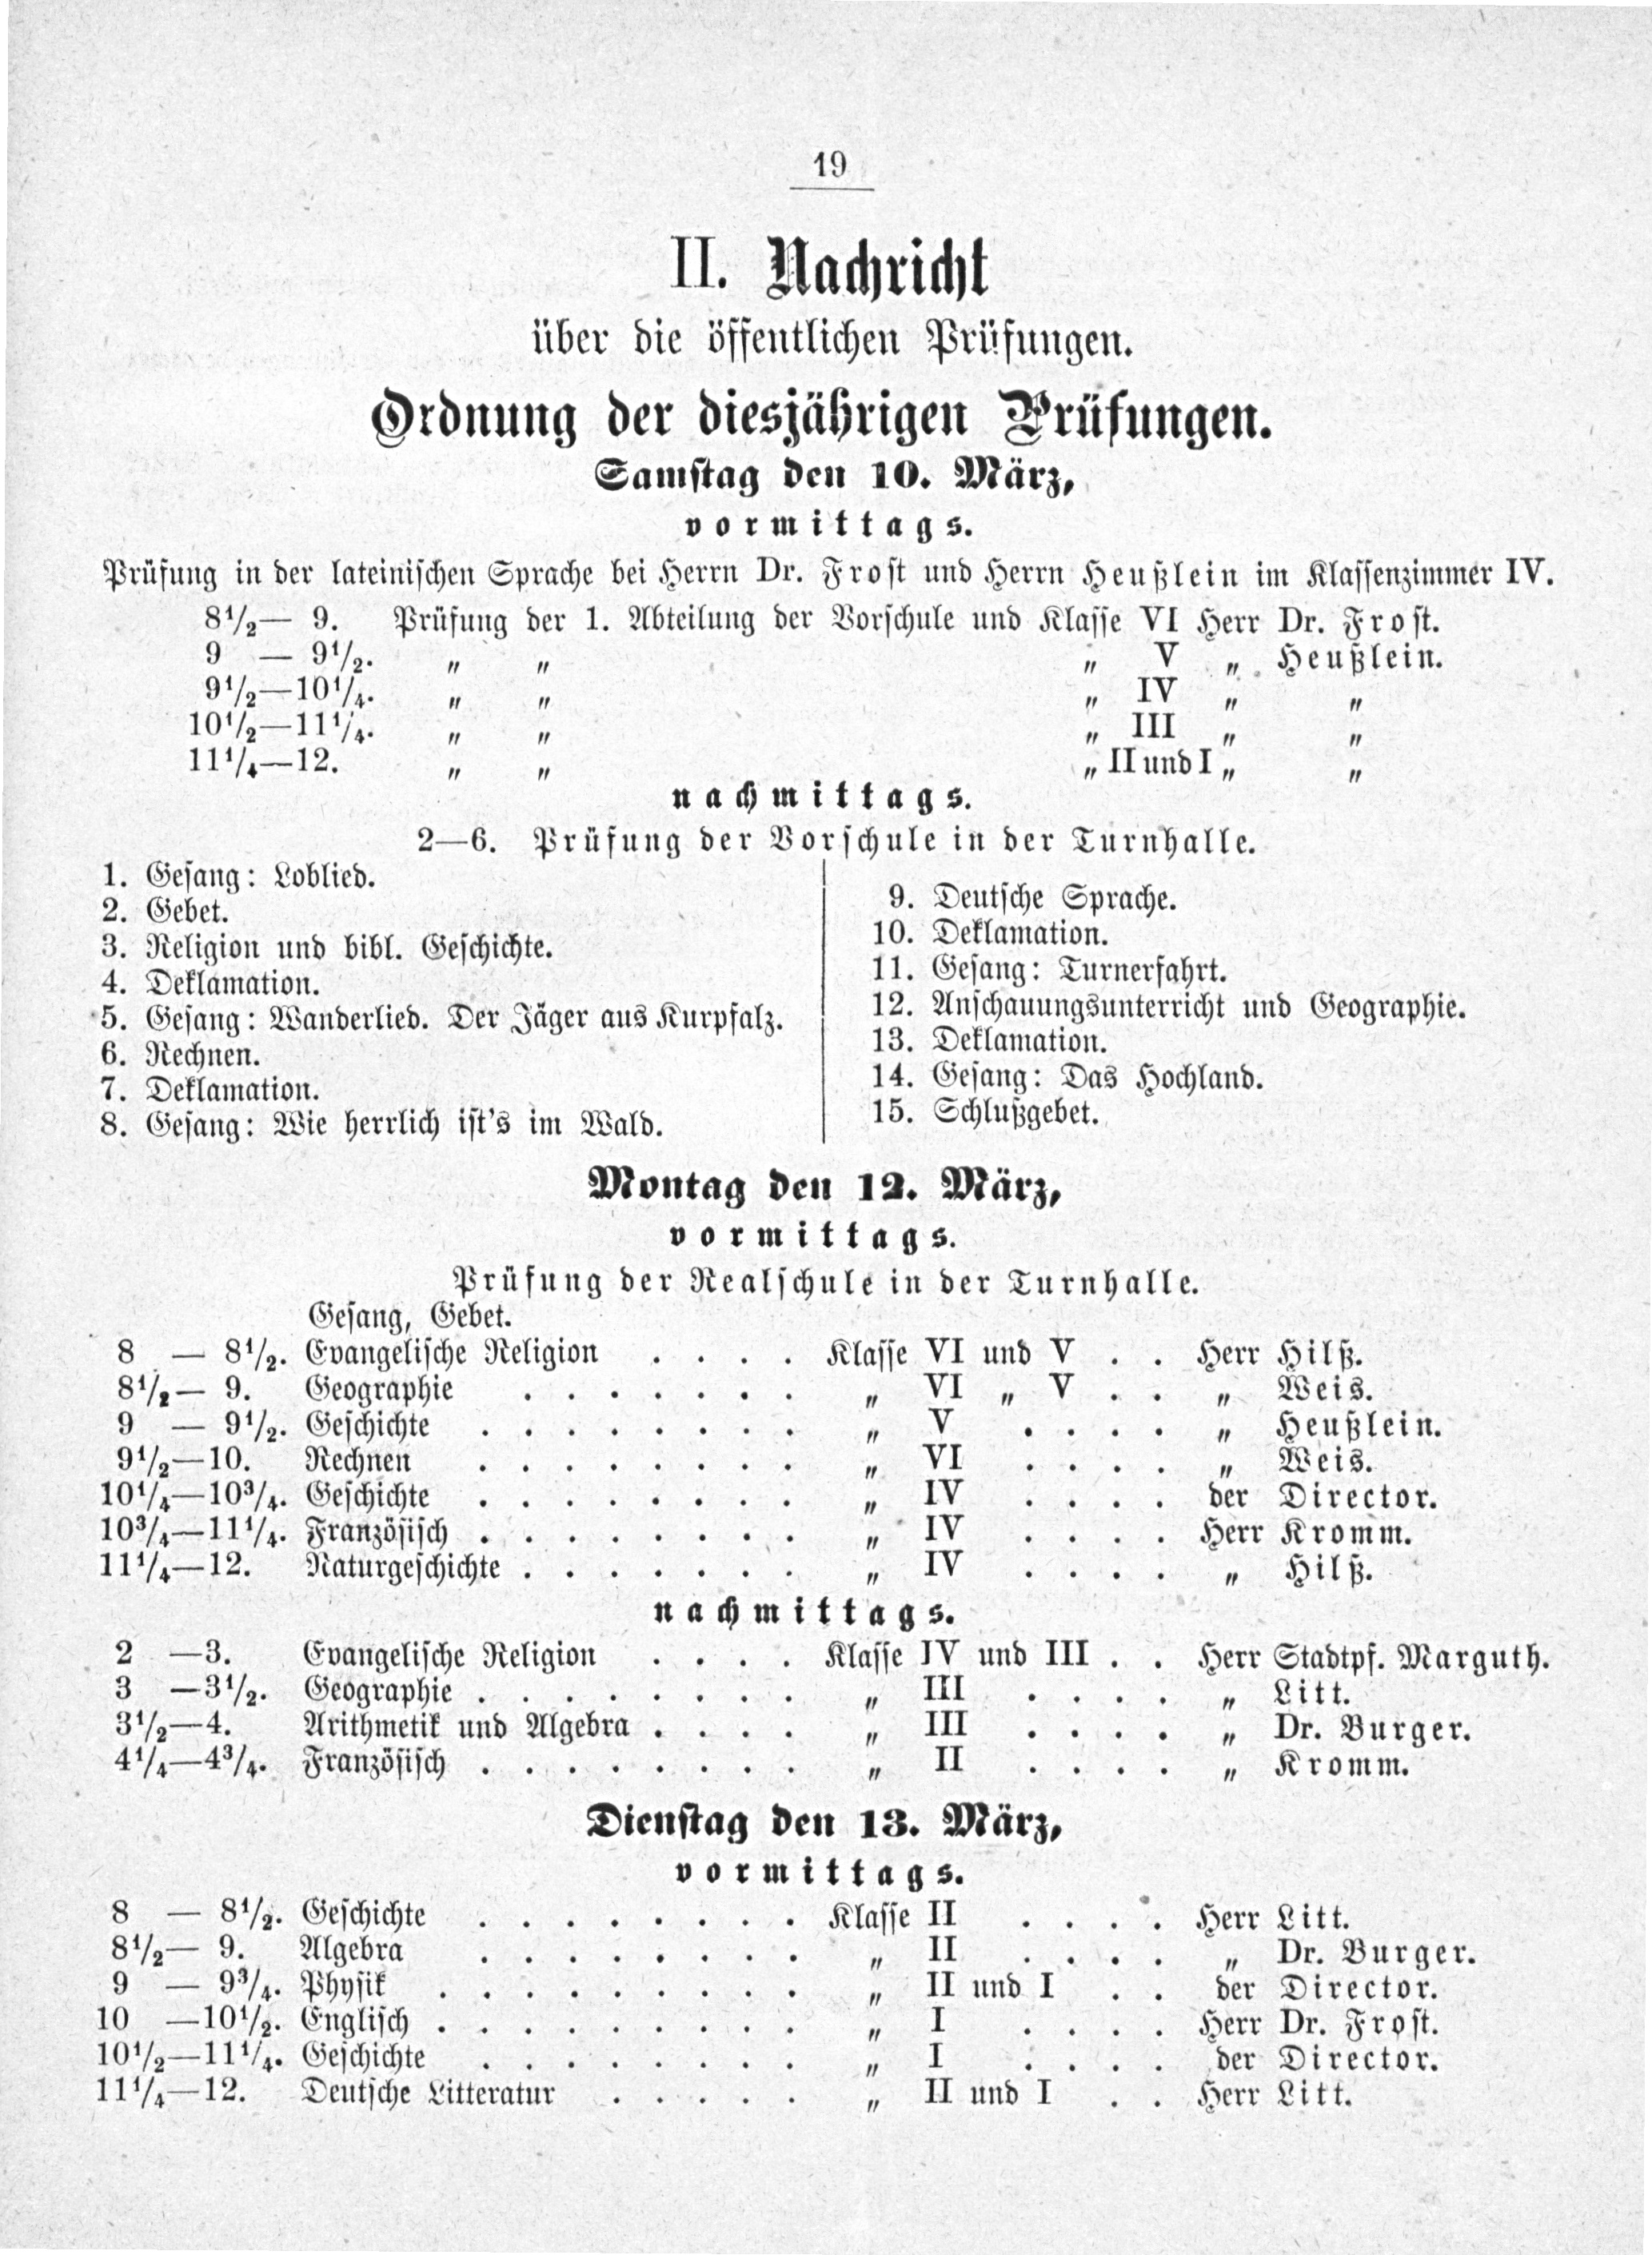 19
II. Nachricht
über die öffentlichen Prüfungen.
Ordnung der diesjährigen Prüfungen.
Samstag den 10. März,
vormittags.
Prüfung in der lateinischen Sprache bei Herrn Dr. Frost und Herrn Heußlein im Klassenzimmer IV.
8½— 9. Prüfung der 1. Abteilung der Vorschule und Klasse VI Herr Dr. Frost.
9 — 9½. „ „ „ V „ Heußlein.
9½—10¼. „ „ „ IV „ „
10½—11¼. „ „ „ III „ „
11¼—12. „ „ „ II und I „ „
nachmittags.
2—6. Prüfung der Vorschule in der Turnhalle.
1. Gesang: Loblied.
2. Gebet.
3. Religion und bibl. Geschichte.
4. Deklamation.
5. Gesang: Wanderlied. Der Jäger aus Kurpfalz.
6. Rechnen.
7. Deklamation.
8. Gesang: Wie herrlich ist's im Wald.
9. Deutsche Sprache.
10. Deklamation.
11. Gesang: Turnerfahrt.
12. Anschauungsunterricht und Geographie.
13. Deklamation.
14. Gesang: Das Hochland.
15. Schlußgebet.
Montag den 12. März,
vormittags.
Prüfung der Realschule in der Turnhalle.
Gesang, Gebet.
8 — 8½. Evangelische Religion . . . . Klasse VI und V . . Herr Hilß.
8½— 9. Geographie . . . . . . . „ VI „ V . . „ Weis.
9 — 9½. Geschichte . . . . . . . . „ V . . . . „ Heußlein.
9½—10. Rechnen . . . . . . . . „ VI . . . . „ Weis.
10¼—10¾. Geschichte . . . . . . . . „ IV . . . . der Director.
10¾—11¼. Französisch . . . . . . . . „ IV . . . . Herr Kromm.
11¼—12. Naturgeschichte . . . . . . . „ IV . . . . „ Hilß.
nachmittags.
2 —3. Evangelische Religion . . . . Klasse IV und III . . Herr Stadtpf. Marguth.
3 —3½. Geographie . . . . . . . . „ III . . . . „ Litt.
3½—4. Arithmetik und Algebra . . . . „ III . . . . „ Dr. Burger.
4¼—4¾. Französisch . . . . . . . . „ II . . . . „ Kromm.
Dienstag den 13. März,
vormittags.
8 — 8½. Geschichte . . . . . . . . Klasse II . . . . Herr Litt.
8½— 9. Algebra . . . . . . . . „ II . . . . „ Dr. Burger.
9 — 9¾. Physik . . . . . . . . . „ II und I . . der Director.
10 —10½. Englisch . . . . . . . . . „ I . . . . Herr Dr. Frost.
10½—11¼. Geschichte . . . . . . . . „ I . . . . der Director.
11¼—12. Deutsche Litteratur . . . . . „ II und I . . Herr Litt.